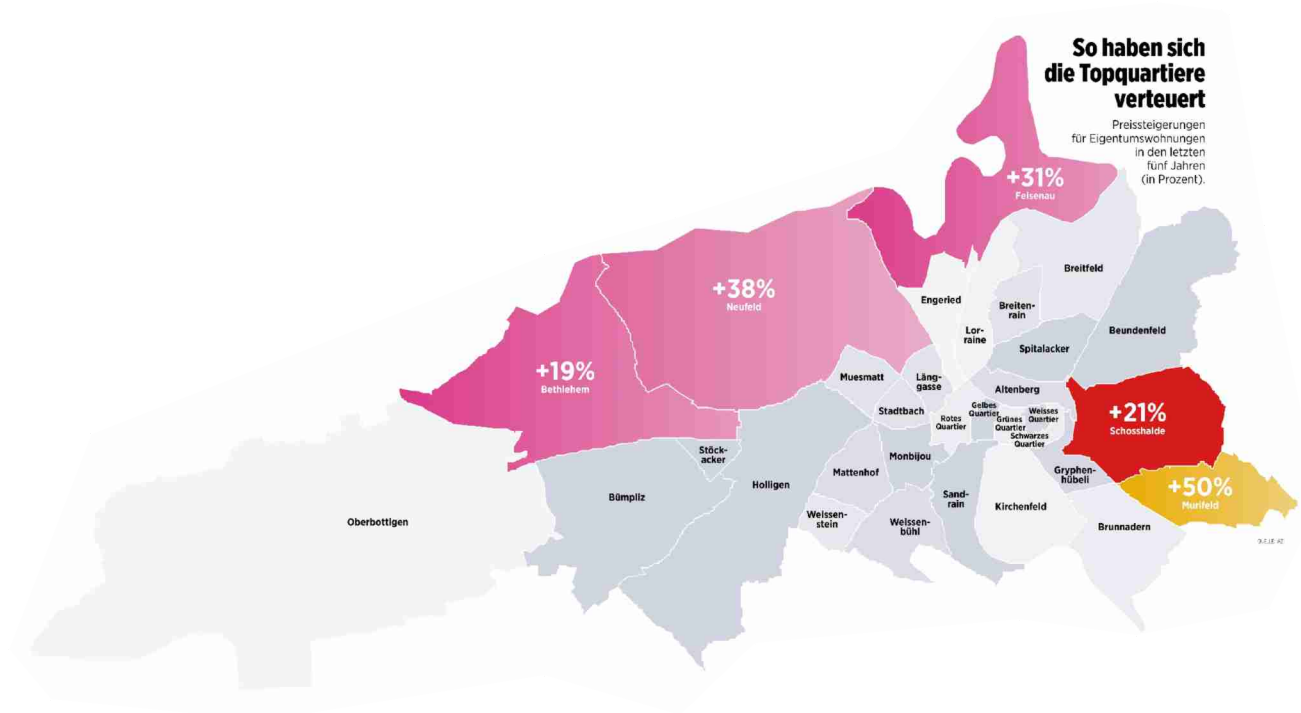 So haben sich
die Topquartiere
verteuert
Preissteigerungen
für Eigentumswohnungen
in den letzten
fünf Jahren
(in Prozent).
+31%
Felsenau
Breitfeld
+38%
Neufeld
Engeried
Breiten-
rain
Lor-
raine
Beundenfeld
Spitalacker
+19%
Bethlehem
Muesmatt
Läng-
gasse
Altenberg
Stadtbach
Rotes
Quartier
Gelbes
Quartier
Grünes
Quartier
Weisses
Quartier
Schwarzes
Quartier
+21%
Schosshalde
Stöck-
acker
Monbijou
Mattenhof
Gryphen-
hübeli
Holligen
Bümpliz
+50%
Murifeld
Sand-
rain
Kirchenfeld
Oberbottigen
Weissen-
stein
Weissen-
bühl
Brunnadern